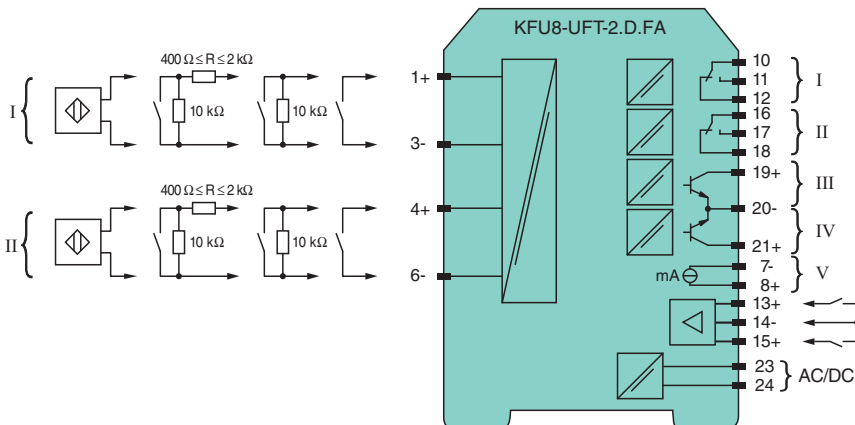 KFU8-UFT-2.D.FA
400 Ω ≤ R ≤ 2 kΩ
I
10 kΩ
10 kΩ
1+
3-
400 Ω ≤ R ≤ 2 kΩ
II
10 kΩ
10 kΩ
4+
6-
10
11
12
I
16
17
18
II
19+
III
20-
IV
21+
7-
mA
8+
V
13+
14-
15+
23
24
AC/DC